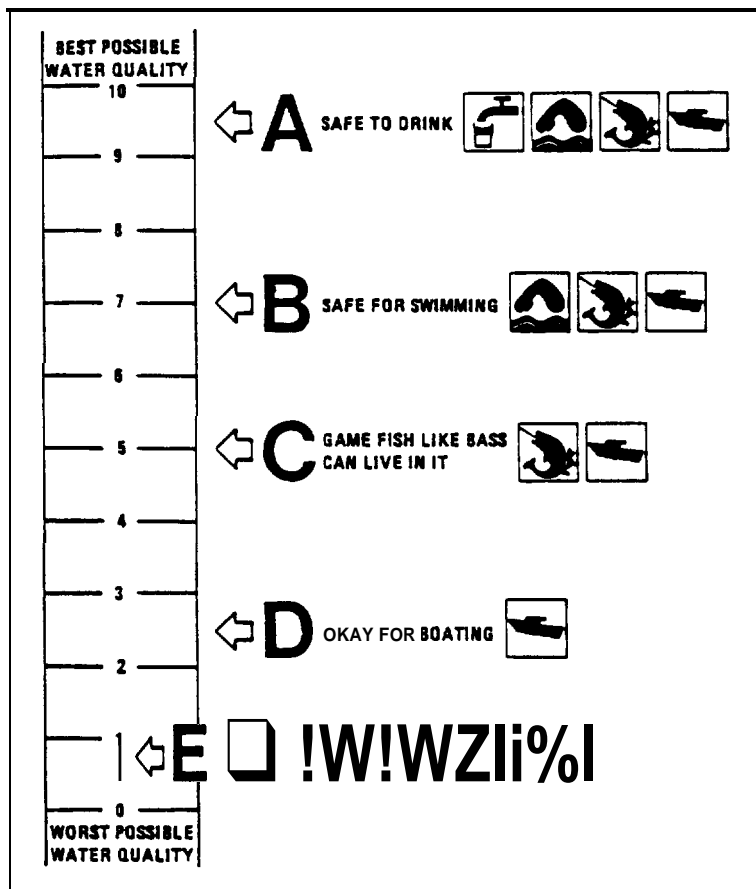 BEST POSSIBLE
WATER QUALITY
10
A SAFE TO DRINK
9
8
B SAFE FOR SWIMMING
7
6
C GAME FISH LIKE BASS
CAN LIVE IN IT
5
4
3
D OKAY FOR BOATING
2
1
E !W!WZIi%I
0
WORST POSSIBLE
WATER QUALITY